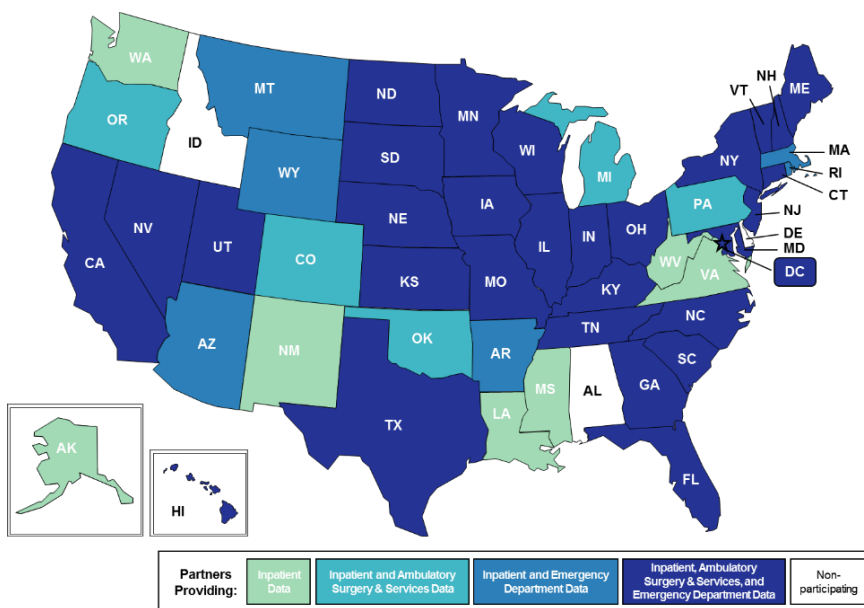 WA
MT
ND
MN
VT
NH
ME
OR
ID
WY
SD
WI
MI
NY
MA
RI
CT
NV
UT
CO
NE
IA
IL
IN
OH
PA
NJ
DE
MD
DC
CA
KS
MO
KY
WV
VA
AZ
NM
OK
AR
TN
NC
SC
TX
LA
MS
AL
GA
FL
AK
HI
Partners
Providing:
Inpatient
Data
Inpatient and Ambulatory
Surgery & Services Data
Inpatient and Emergency
Department Data
Inpatient, Ambulatory
Surgery & Services, and
Emergency Department Data
Non-
participating